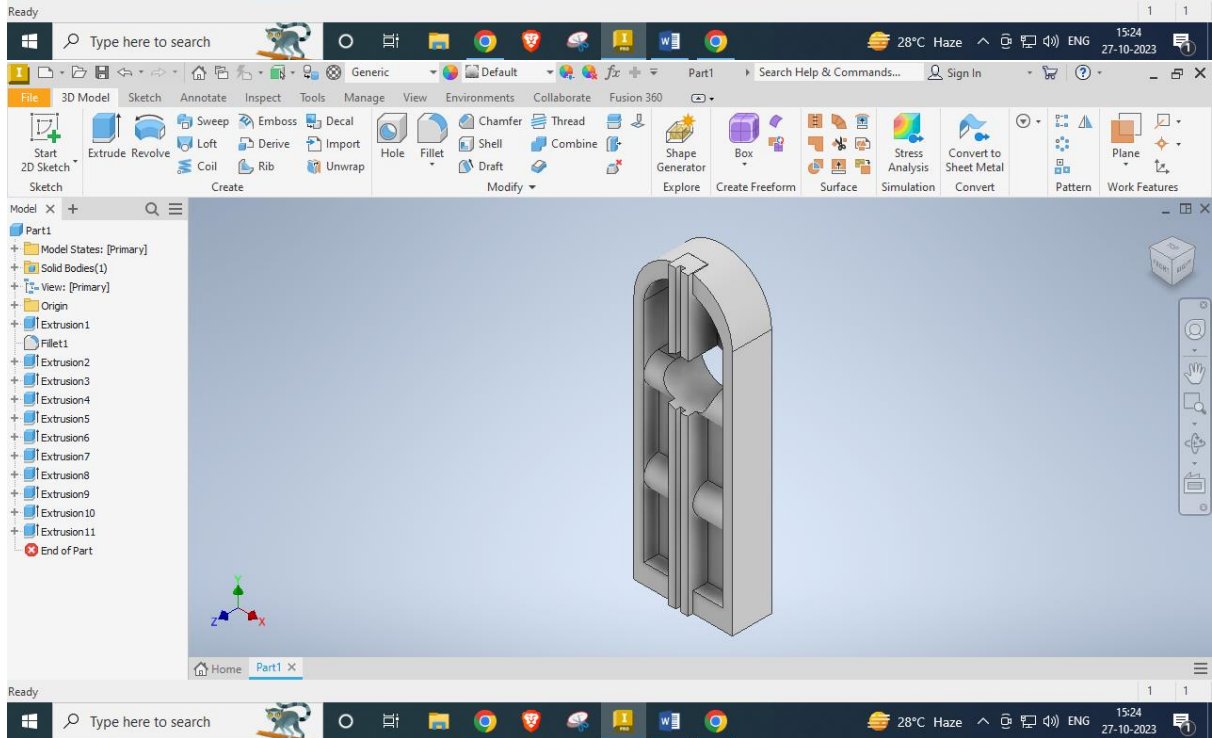 Ready 1 1
Type here to search 28°C Haze ENG 15:24
27-10-2023 1
I PRO Generic Default fx Part1 Search Help & Commands... Sign In
File 3D Model Sketch Annotate Inspect Tools Manage View Environments Collaborate Fusion 360
Start 2D Sketch Extrude Revolve Sweep Emboss Decal Hole Fillet Chamfer Thread Shape Generator Box Stress Analysis Convert to Sheet Metal Plane
Loft Derive Import Shell Combine
Coil Rib Unwrap Draft
Sketch Create Modify Explore Create Freeform Surface Simulation Convert Pattern Work Features
Model
Part1
Model States: [Primary]
Solid Bodies(1)
View: [Primary]
Origin
Extrusion1
Fillet1
Extrusion2
Extrusion3
Extrusion4
Extrusion5
Extrusion6
Extrusion7
Extrusion8
Extrusion9
Extrusion10
Extrusion11
End of Part
TOP
FRONT
Y
Z X
Home Part1
Ready 1 1
Type here to search 28°C Haze ENG 15:24
27-10-2023 1